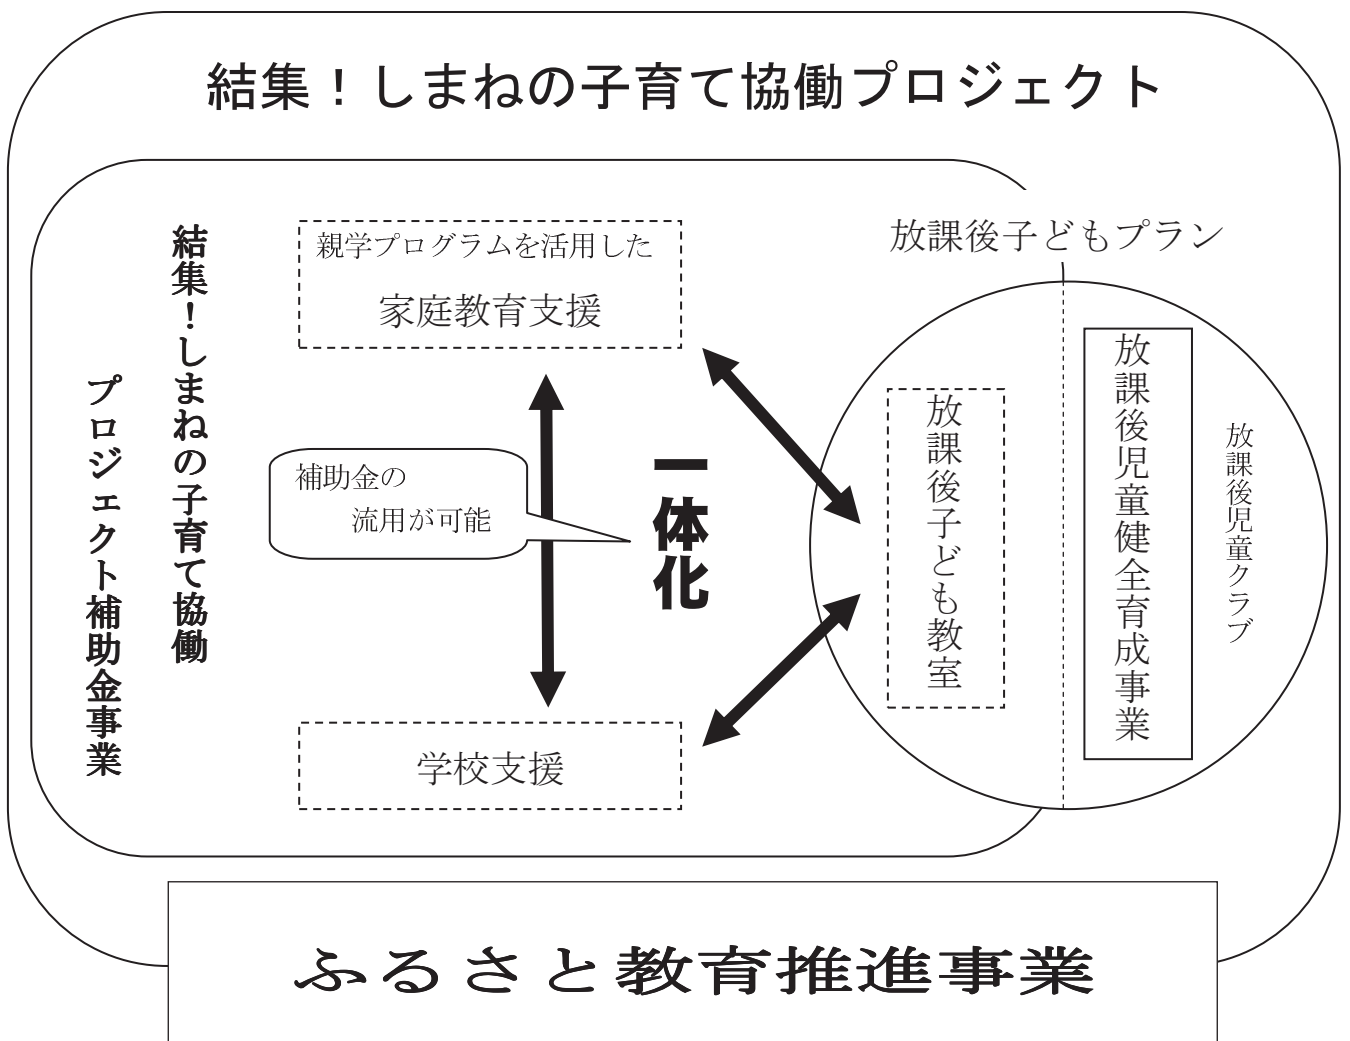 結集！しまねの子育て協働プロジェクト
結集！しまねの子育て協働
プロジェクト補助金事業
親学プログラムを活用した
家庭教育支援
放課後子どもプラン
補助金の
流用が可能
一体化
放課後子ども教室
放課後児童健全育成事業
放課後児童クラブ
学校支援
ふるさと教育推進事業